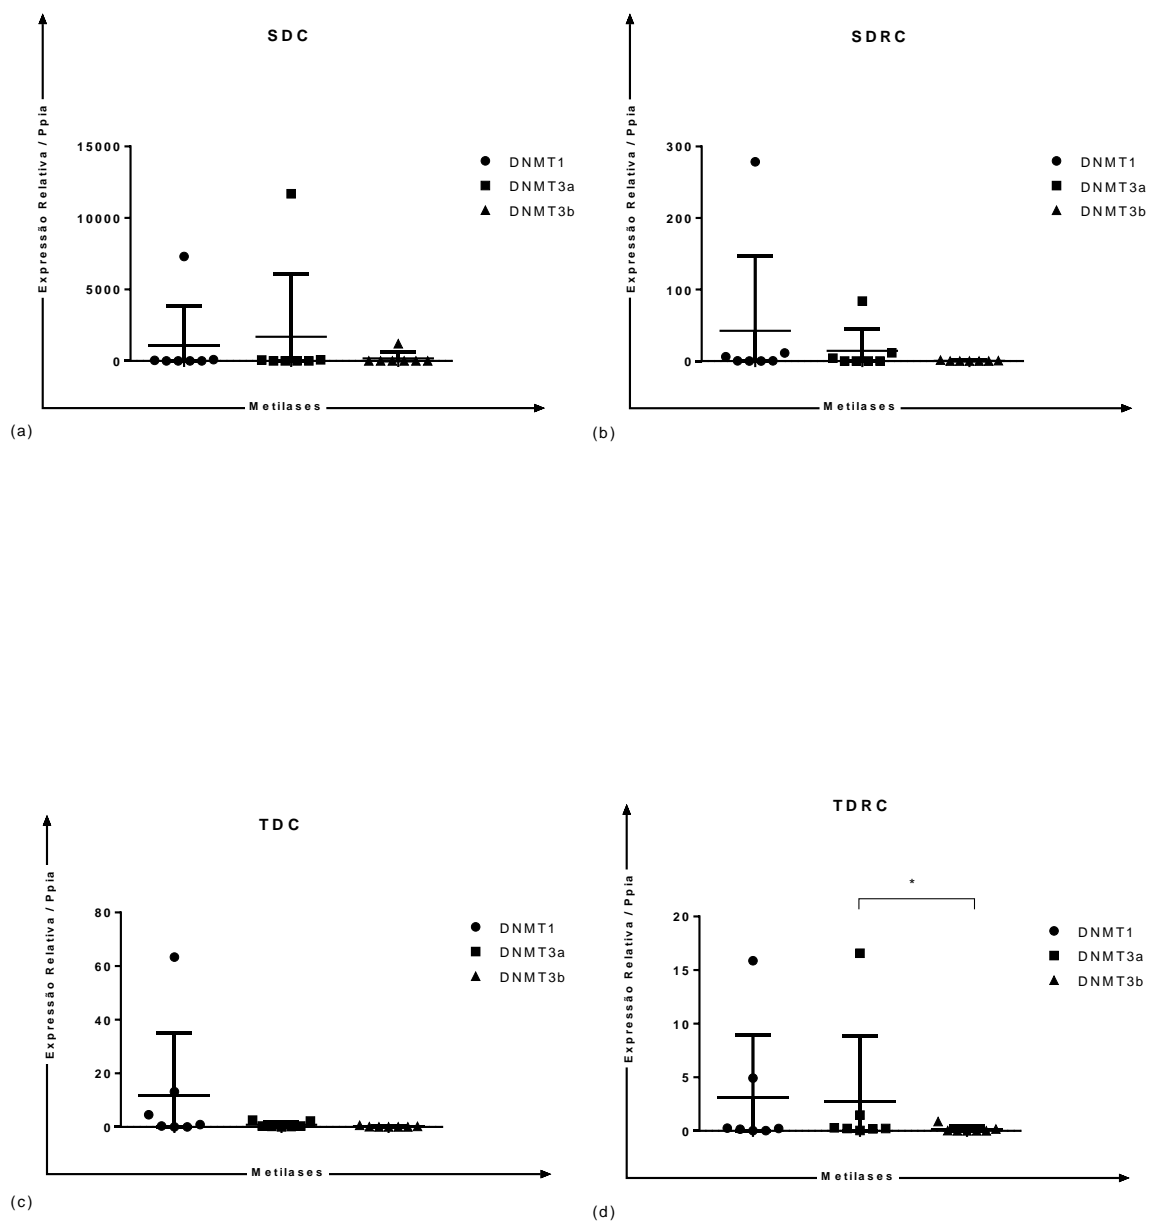 SDC
Expressão Relativa / Ppia
15000
10000
5000
0
DNMT1
DNMT3a
DNMT3b
Metilases
(a)
SDRC
Expressão Relativa / Ppia
300
200
100
0
DNMT1
DNMT3a
DNMT3b
Metilases
(b)
TDC
Expressão Relativa / Ppia
80
60
40
20
0
DNMT1
DNMT3a
DNMT3b
Metilases
(c)
TDRC
Expressão Relativa / Ppia
*
20
15
10
5
0
DNMT1
DNMT3a
DNMT3b
Metilases
(d)